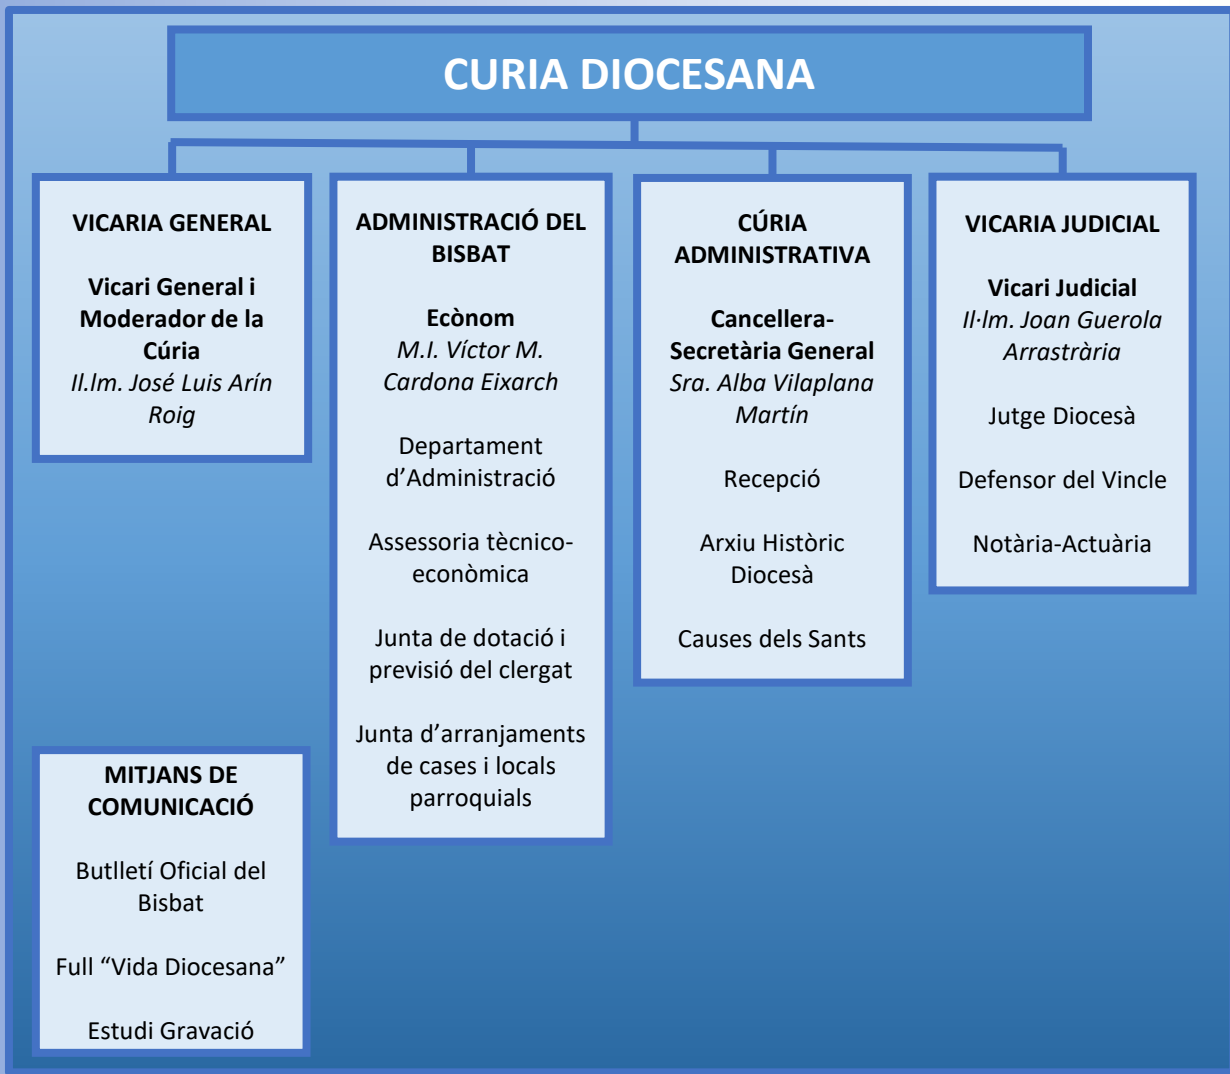 CURIA DIOCESANA
VICARIA GENERAL
Vicari General i
Moderador de la
Cúria
Il.lm. José Luis Arín
Roig
ADMINISTRACIÓ DEL
BISBAT
Ecònom
M.I. Víctor M.
Cardona Eixarch
Departament
d’Administració
Assessoria tècnico-
econòmica
Junta de dotació i
previsió del clergat
Junta d’arranjaments
de cases i locals
parroquials
CÚRIA
ADMINISTRATIVA
Cancellera-
Secretària General
Sra. Alba Vilaplana
Martín
Recepció
Arxiu Històric
Diocesà
Causes dels Sants
VICARIA JUDICIAL
Vicari Judicial
Il·lm. Joan Guerola
Arrastrària
Jutge Diocesà
Defensor del Vincle
Notària-Actuària
MITJANS DE
COMUNICACIÓ
Butlletí Oficial del
Bisbat
Full “Vida Diocesana”
Estudi Gravació